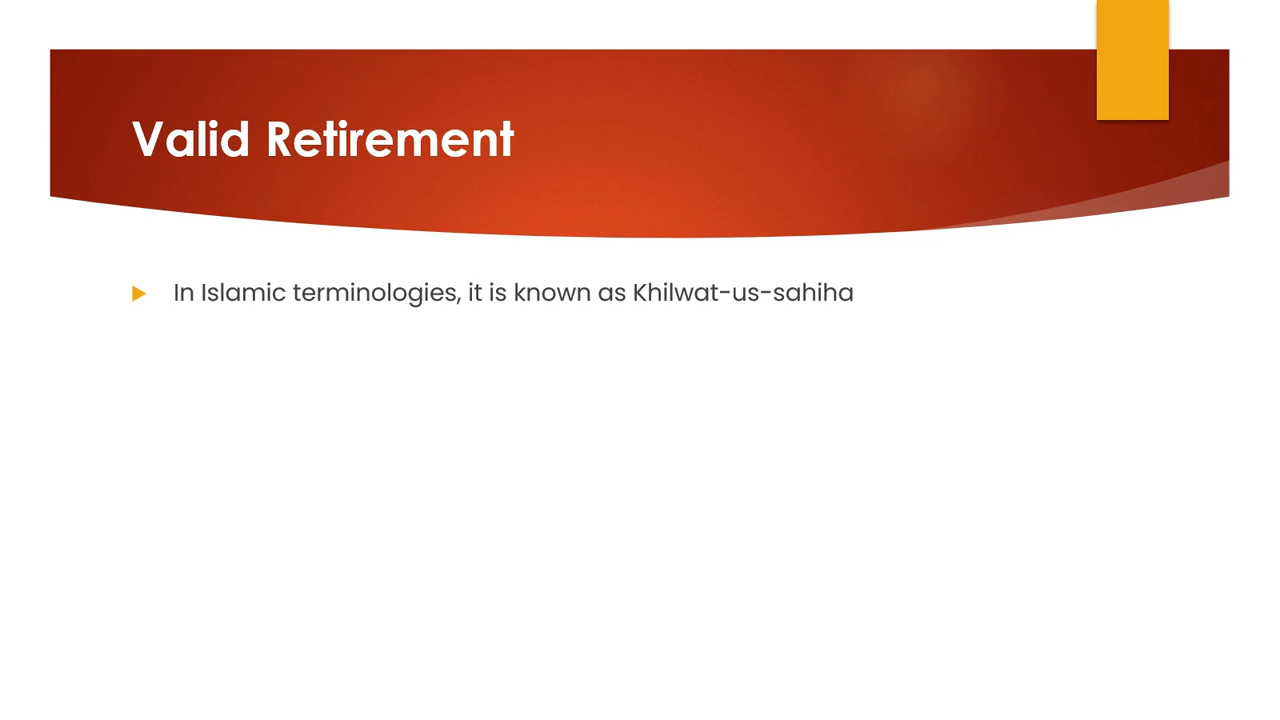 Valid Retirement
In Islamic terminologies, it is known as Khilwat-us-sahiha